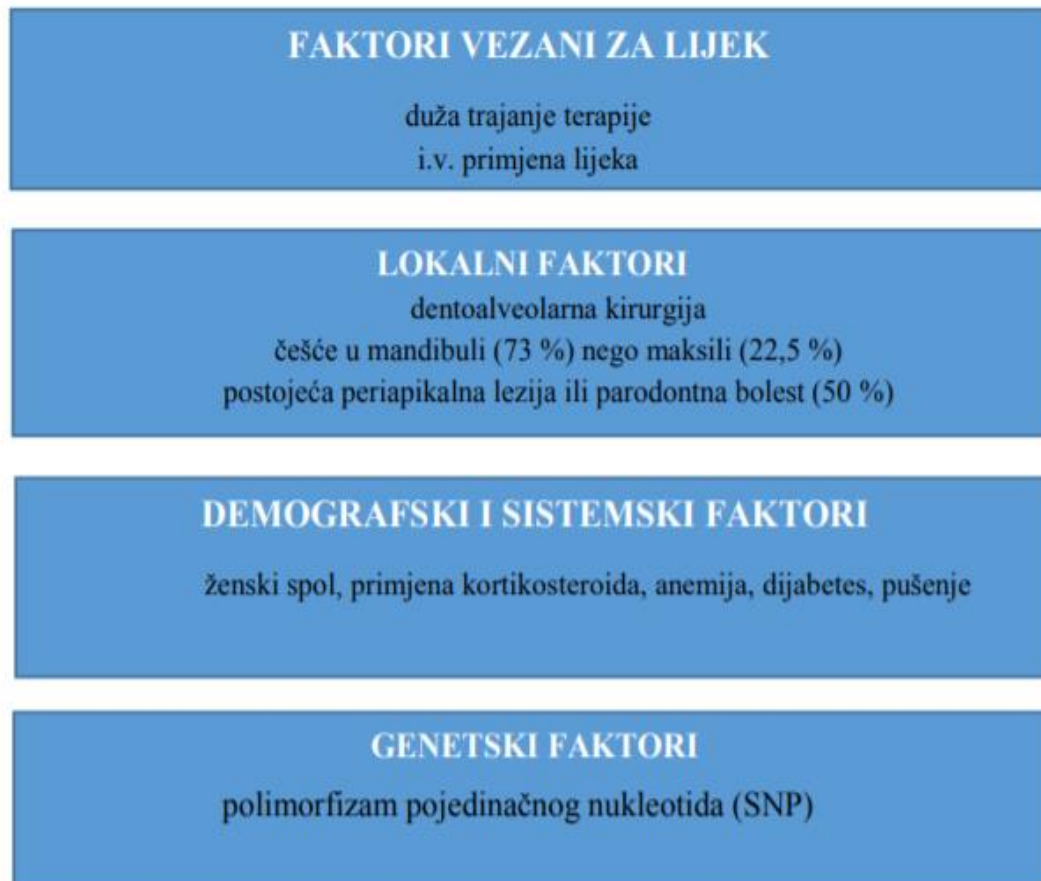 FAKTORI VEZANI ZA LIJEK
duža trajanje terapije
i.v. primjena lijeka
LOKALNI FAKTORI
dentoalveolarna kirurgija
češće u mandibuli (73 %) nego maksili (22,5 %)
postojeća periapikalna lezija ili parodontna bolest (50 %)
DEMOGRAFSKI I SISTEMSKI FAKTORI
ženski spol, primjena kortikosteroida, anemija, dijabetes, pušenje
GENETSKI FAKTORI
polimorfizam pojedinačnog nukleotida (SNP)